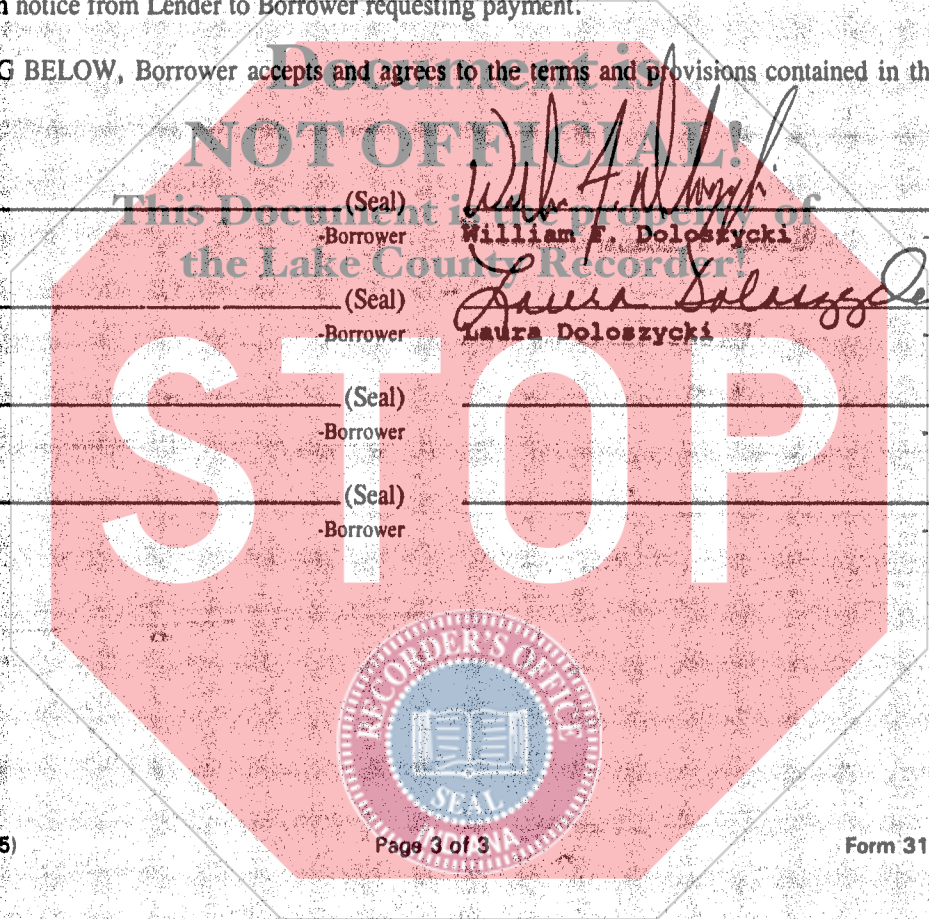 notice from Lender to Borrower requesting payment.
G BELOW, Borrower accepts and agrees to the terms and provisions contained in th
Document is
NOT OFFICIAL!
This Document is the property of
the Lake County Recorder!
(Seal)
-Borrower
William F. Doloszycki
(Seal)
-Borrower
Laura Doloszycki
Laura Doloszycki
(Seal)
-Borrower
(Seal)
-Borrower
STOP
RECORDER'S OFFICE
SEAL
INDIANA
5)
Page 3 of 3
Form 31